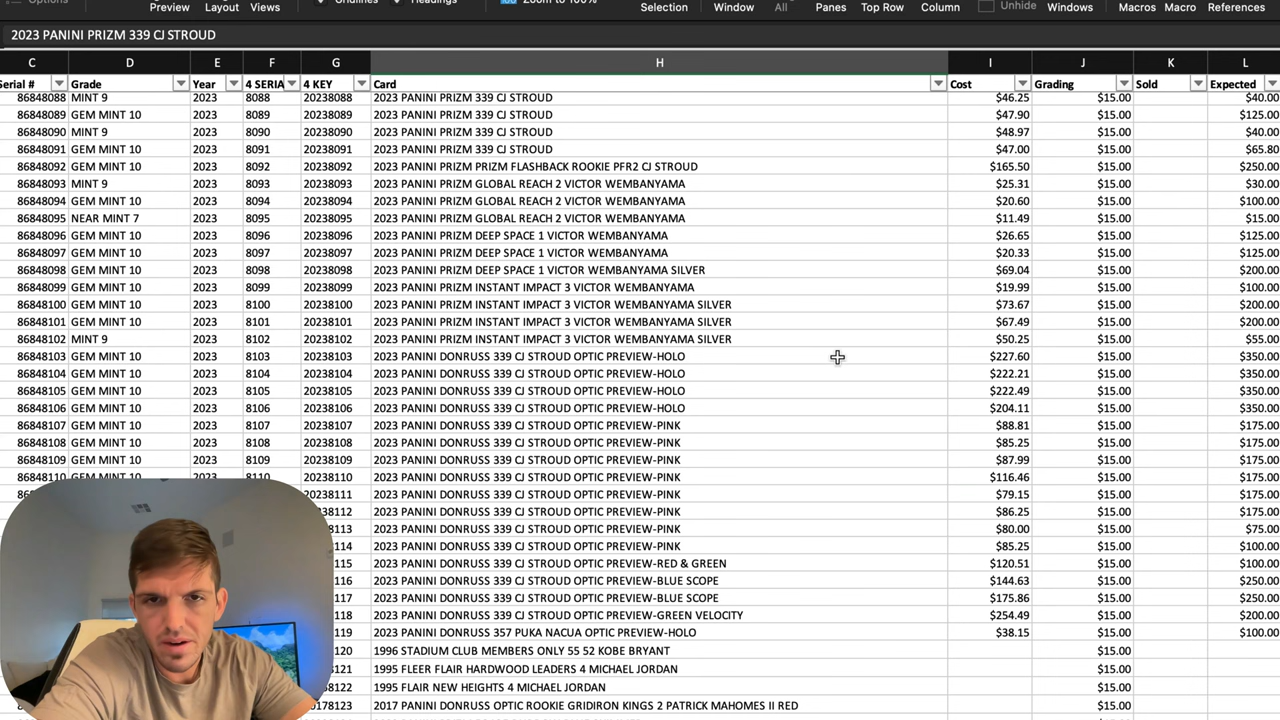 Options Preview Layout Views Gridlines Headings Zoom to 100% Selection Window All Panes Top Row Column Unhide Windows Macros Macro References
2023 PANINI PRIZM 339 CJ STROUD
C D E F G H I J K L
Serial # Grade Year 4 SERIA 4 KEY Card Cost Grading Sold Expected
86848088 MINT 9 2023 8088 20238088 2023 PANINI PRIZM 339 CJ STROUD $46.25 $15.00 $40.00
86848089 GEM MINT 10 2023 8089 20238089 2023 PANINI PRIZM 339 CJ STROUD $47.90 $15.00 $125.00
86848090 MINT 9 2023 8090 20238090 2023 PANINI PRIZM 339 CJ STROUD $48.97 $15.00 $40.00
86848091 GEM MINT 10 2023 8091 20238091 2023 PANINI PRIZM 339 CJ STROUD $47.00 $15.00 $65.80
86848092 GEM MINT 10 2023 8092 20238092 2023 PANINI PRIZM PRIZM FLASHBACK ROOKIE PFR2 CJ STROUD $165.50 $15.00 $250.00
86848093 MINT 9 2023 8093 20238093 2023 PANINI PRIZM GLOBAL REACH 2 VICTOR WEMBANYAMA $25.31 $15.00 $30.00
86848094 GEM MINT 10 2023 8094 20238094 2023 PANINI PRIZM GLOBAL REACH 2 VICTOR WEMBANYAMA $20.60 $15.00 $100.00
86848095 NEAR MINT 7 2023 8095 20238095 2023 PANINI PRIZM GLOBAL REACH 2 VICTOR WEMBANYAMA $11.49 $15.00 $15.00
86848096 GEM MINT 10 2023 8096 20238096 2023 PANINI PRIZM DEEP SPACE 1 VICTOR WEMBANYAMA $26.65 $15.00 $125.00
86848097 GEM MINT 10 2023 8097 20238097 2023 PANINI PRIZM DEEP SPACE 1 VICTOR WEMBANYAMA $20.33 $15.00 $125.00
86848098 GEM MINT 10 2023 8098 20238098 2023 PANINI PRIZM DEEP SPACE 1 VICTOR WEMBANYAMA SILVER $69.04 $15.00 $200.00
86848099 GEM MINT 10 2023 8099 20238099 2023 PANINI PRIZM INSTANT IMPACT 3 VICTOR WEMBANYAMA $19.99 $15.00 $100.00
86848100 GEM MINT 10 2023 8100 20238100 2023 PANINI PRIZM INSTANT IMPACT 3 VICTOR WEMBANYAMA SILVER $73.67 $15.00 $200.00
86848101 GEM MINT 10 2023 8101 20238101 2023 PANINI PRIZM INSTANT IMPACT 3 VICTOR WEMBANYAMA SILVER $67.49 $15.00 $200.00
86848102 MINT 9 2023 8102 20238102 2023 PANINI PRIZM INSTANT IMPACT 3 VICTOR WEMBANYAMA SILVER $50.25 $15.00 $55.00
86848103 GEM MINT 10 2023 8103 20238103 2023 PANINI DONRUSS 339 CJ STROUD OPTIC PREVIEW-HOLO $227.60 $15.00 $350.00
86848104 GEM MINT 10 2023 8104 20238104 2023 PANINI DONRUSS 339 CJ STROUD OPTIC PREVIEW-HOLO $222.21 $15.00 $350.00
86848105 GEM MINT 10 2023 8105 20238105 2023 PANINI DONRUSS 339 CJ STROUD OPTIC PREVIEW-HOLO $222.49 $15.00 $350.00
86848106 GEM MINT 10 2023 8106 20238106 2023 PANINI DONRUSS 339 CJ STROUD OPTIC PREVIEW-HOLO $204.11 $15.00 $350.00
86848107 GEM MINT 10 2023 8107 20238107 2023 PANINI DONRUSS 339 CJ STROUD OPTIC PREVIEW-PINK $88.81 $15.00 $175.00
86848108 GEM MINT 10 2023 8108 20238108 2023 PANINI DONRUSS 339 CJ STROUD OPTIC PREVIEW-PINK $85.25 $15.00 $175.00
86848109 GEM MINT 10 2023 8109 20238109 2023 PANINI DONRUSS 339 CJ STROUD OPTIC PREVIEW-PINK $87.99 $15.00 $175.00
86848110 GEM MINT 10 2023 8110 20238110 2023 PANINI DONRUSS 339 CJ STROUD OPTIC PREVIEW-PINK $116.46 $15.00 $175.00
20238111 2023 PANINI DONRUSS 339 CJ STROUD OPTIC PREVIEW-PINK $79.15 $15.00 $175.00
20238112 2023 PANINI DONRUSS 339 CJ STROUD OPTIC PREVIEW-PINK $86.25 $15.00 $175.00
8113 2023 PANINI DONRUSS 339 CJ STROUD OPTIC PREVIEW-PINK $80.00 $15.00 $75.00
114 2023 PANINI DONRUSS 339 CJ STROUD OPTIC PREVIEW-PINK $85.25 $15.00 $100.00
115 2023 PANINI DONRUSS 339 CJ STROUD OPTIC PREVIEW-RED & GREEN $120.51 $15.00 $100.00
116 2023 PANINI DONRUSS 339 CJ STROUD OPTIC PREVIEW-BLUE SCOPE $144.63 $15.00 $250.00
117 2023 PANINI DONRUSS 339 CJ STROUD OPTIC PREVIEW-BLUE SCOPE $175.86 $15.00 $250.00
118 2023 PANINI DONRUSS 339 CJ STROUD OPTIC PREVIEW-GREEN VELOCITY $254.49 $15.00 $200.00
119 2023 PANINI DONRUSS 357 PUKA NACUA OPTIC PREVIEW-HOLO $38.15 $15.00 $100.00
120 1996 STADIUM CLUB MEMBERS ONLY 55 52 KOBE BRYANT $15.00
121 1995 FLEER FLAIR HARDWOOD LEADERS 4 MICHAEL JORDAN $15.00
8122 1995 FLAIR NEW HEIGHTS 4 MICHAEL JORDAN $15.00
0178123 2017 DONRUSS OPTIC ROOKIE GRIDIRON KINGS 2 PATRICK MAHOMES II RED $15.00